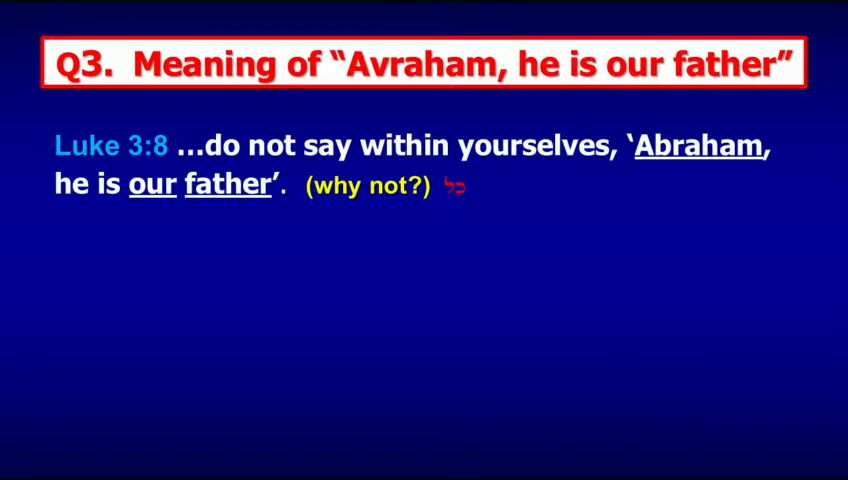 Q3. Meaning of “Avraham, he is our father”
Luke 3:8 …do not say within yourselves, ‘Abraham,
he is our father’. (why not?) כל